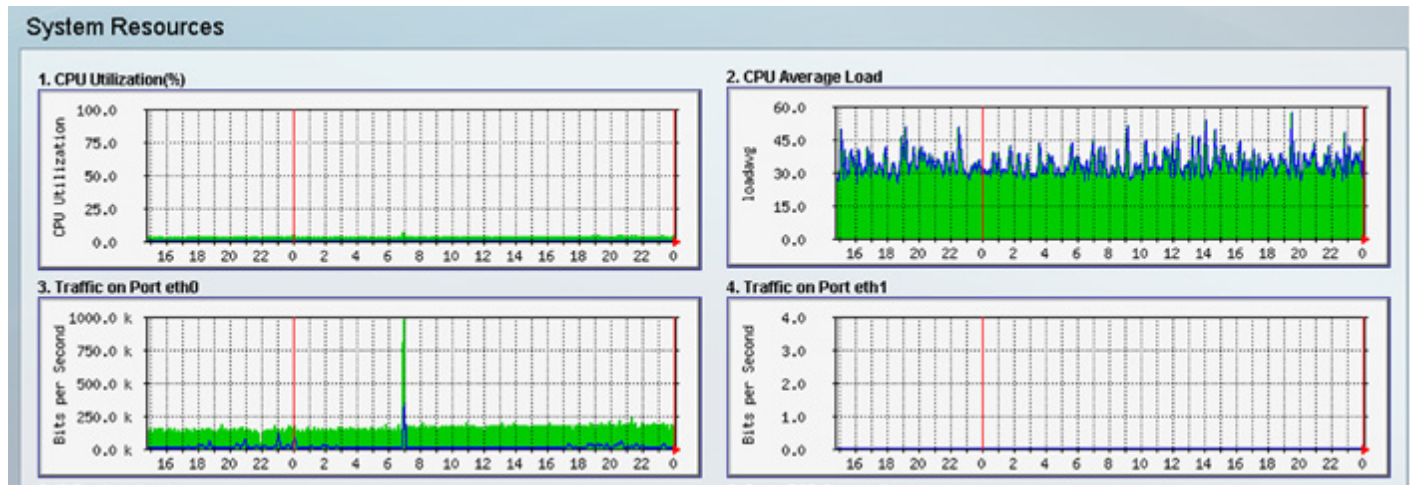 System Resources
1. CPU Utilization(%)
CPU Utilization
100.0
75.0
50.0
25.0
0.0
16 18 20 22 0 2 4 6 8 10 12 14 16 18 20 22 0
2. CPU Average Load
loadavg
60.0
45.0
30.0
15.0
0.0
16 18 20 22 0 2 4 6 8 10 12 14 16 18 20 22 0
3. Traffic on Port eth0
Bits per Second
1000.0 k
750.0 k
500.0 k
250.0 k
0.0 k
16 18 20 22 0 2 4 6 8 10 12 14 16 18 20 22 0
4. Traffic on Port eth1
Bits per Second
4.0
3.0
2.0
1.0
0.0
16 18 20 22 0 2 4 6 8 10 12 14 16 18 20 22 0